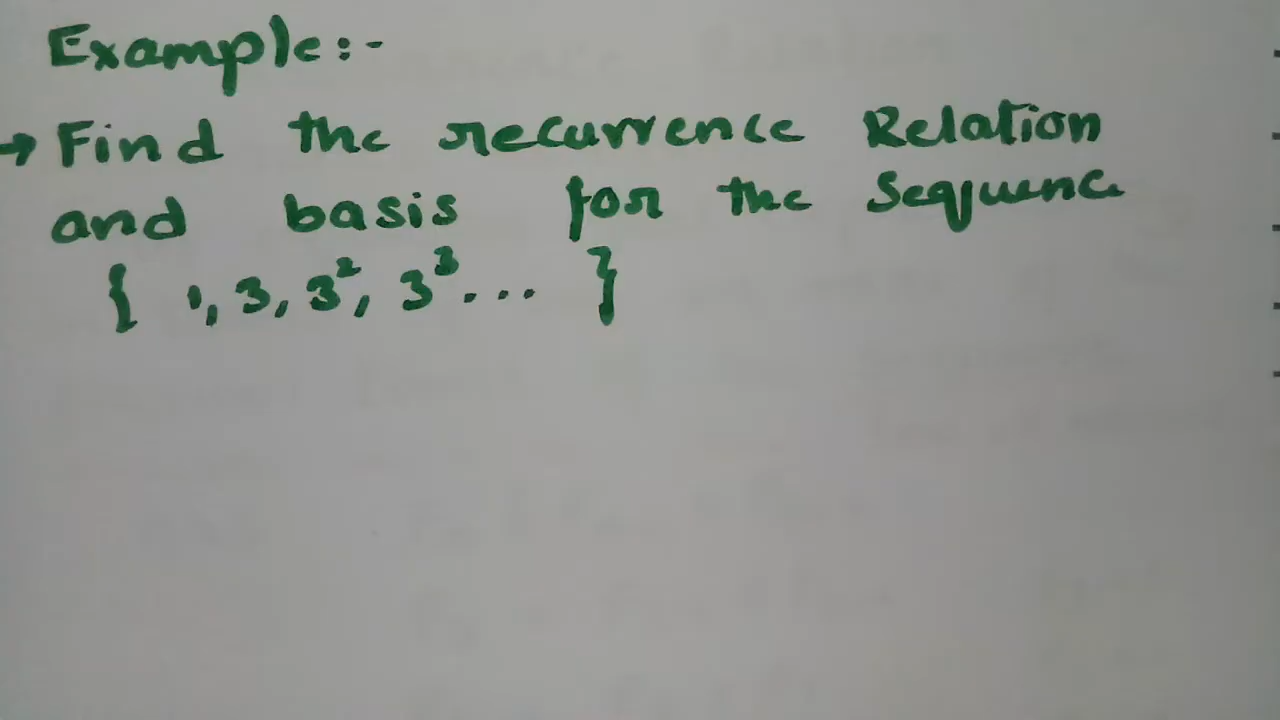 Example:-
→ Find the recurrence Relation
and basis for the Sequence
{ 1, 3, 3², 3³ ... }